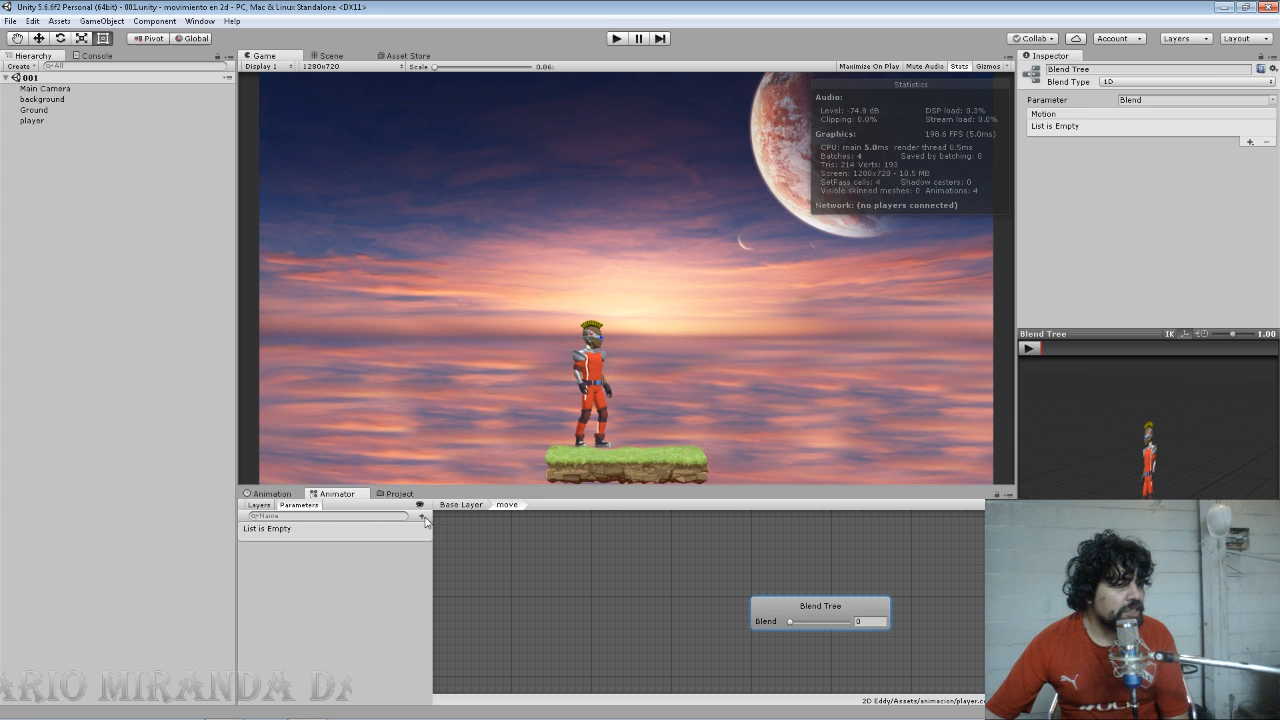 Unity 5.6.6f2 Personal (64bit) - 001.unity - movimiento en 2d - PC, Mac & Linux Standalone <DX11>
File Edit Assets GameObject Component Window Help
Pivot Global Collab Account Layers Layout
Hierarchy Console
Create All
001
Main Camera
background
Ground
player
Game Scene Asset Store
Display 1 1280x720 Scale 0.86x Maximize On Play Mute Audio Stats Gizmos
Statistics
Audio:
Level: -74.8 dB DSP load: 0.3%
Clipping: 0.0% Stream load: 0.0%
Graphics: 198.6 FPS (5.0ms)
CPU: main 5.0ms render thread 0.5ms
Batches: 4 Saved by batching: 0
Tris: 214 Verts: 193
Screen: 1280x720 - 10.5 MB
SetPass calls: 4 Shadow casters: 0
Visible skinned meshes: 0 Animations: 4
Network: (no players connected)
Inspector
Blend Tree
Blend Type 1D
Parameter Blend
Motion
List is Empty
Blend Tree IK 1.00
Animation Animator Project
Layers Parameters
Name
List is Empty
Base Layer move
Blend Tree
Blend 0
2D Eddy/Assets/animacion/player.c
ARIO MIRANDA